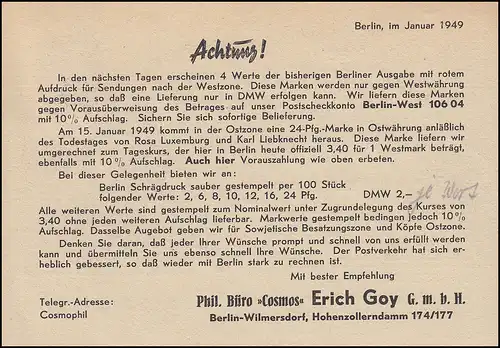 Berlin, im Januar 1949
Achtung!
In den nächsten Tagen erscheinen 4 Werte der bisherigen Berliner Ausgabe mit rotem
Aufdruck für Sendungen nach der Westzone. Diese Marken werden nur gegen Westwährung
abgegeben, so daß eine Lieferung nur in DMW erfolgen kann. Wir liefern diese Marken
gegen Vorausüberweisung des Betrages auf unser Postscheckkonto Berlin-West 106 04
mit 10% Aufschlag. Sichern Sie sich sofortige Belieferung.
Am 15. Januar 1949 kommt in der Ostzone eine 24-Pfg.-Marke in Ostwährung anläßlich
des Todestages von Rosa Luxemburg und Karl Liebknecht heraus. Diese Marke liefern wir
umgerechnet zum Tageskurs, der hier in Berlin heute offiziell 3,40 für 1 Westmark beträgt,
ebenfalls mit 10% Aufschlag. Auch hier Vorauszahlung wie oben erbeten.
Bei dieser Gelegenheit bieten wir an:
Berlin Schrägdruck sauber gestempelt per 100 Stück
folgender Werte: 2, 6, 8, 10, 12, 16, 24 Pfg. DMW 2,–
Alle weiteren Werte sind gestempelt zum Nominalwert unter Zugrundelegung des Kurses von
3,40 ohne jeden weiteren Aufschlag lieferbar. Markwerte gestempelt bedingen jedoch 10%
Aufschlag. Dasselbe Augebot geben wir für Sowjetische Besatzungszone und Köpfe Ostzone.
Denken Sie daran, daß jeder Ihrer Wünsche prompt und schnell von uns erfüllt werden
kann und übermitteln Sie uns ebenso schnell Ihre Wünsche. Der Postverkehr hat sich er-
heblich gebessert, so daß wieder mit Berlin stark zu rechnen ist.
Mit bester Empfehlung
Telegr.-Adresse: Phil. Büro »Cosmos« Erich Goy G. m. b. H.
Cosmophil Berlin-Wilmersdorf, Hohenzollerndamm 174/177